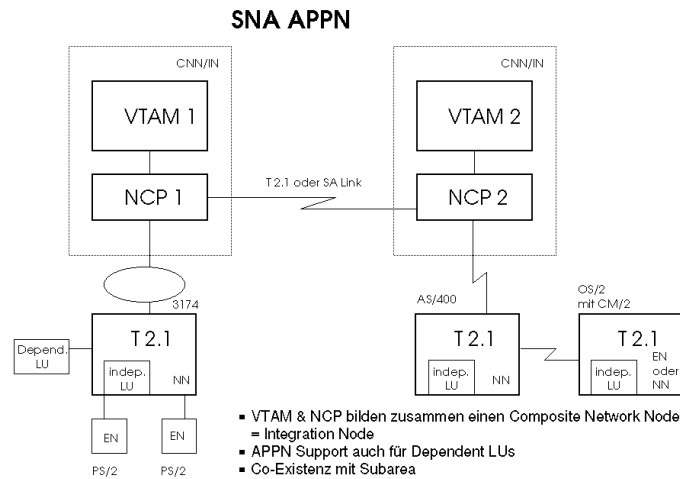 SNA APPN
CNN/IN
CNN/IN
VTAM 1
VTAM 2
T 2.1 oder SA Link
NCP 1
NCP 2
3174
AS/400
OS/2
mit CM/2
T 2.1
T 2.1
T 2.1
Depend.
LU
indep.
LU
NN
indep.
LU
NN
indep.
LU
EN
oder
NN
EN
EN
PS/2
PS/2
▪ VTAM & NCP bilden zusammen einen Composite Network Node
= Integration Node
▪ APPN Support auch für Dependent LUs
▪ Co-Existenz mit Subarea